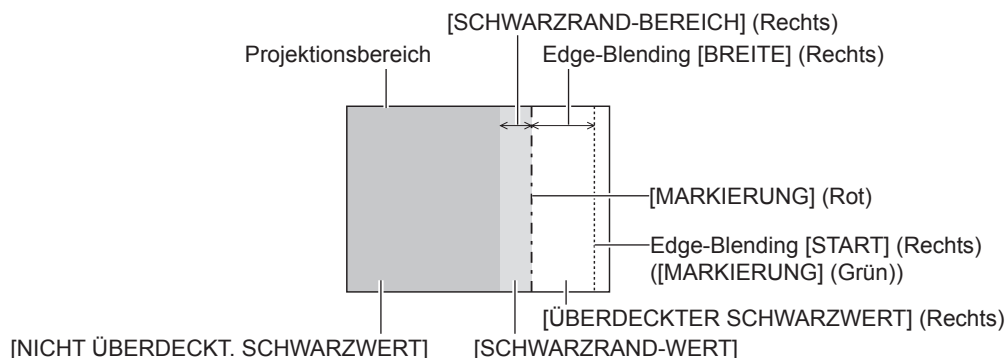 [SCHWARZRAND-BEREICH] (Rechts)
Projektionsbereich
Edge-Blending [BREITE] (Rechts)
[MARKIERUNG] (Rot)
Edge-Blending [START] (Rechts)
([MARKIERUNG] (Grün))
[ÜBERDECKTER SCHWARZWERT] (Rechts)
[NICHT ÜBERDECKT. SCHWARZWERT]
[SCHWARZRAND-WERT]